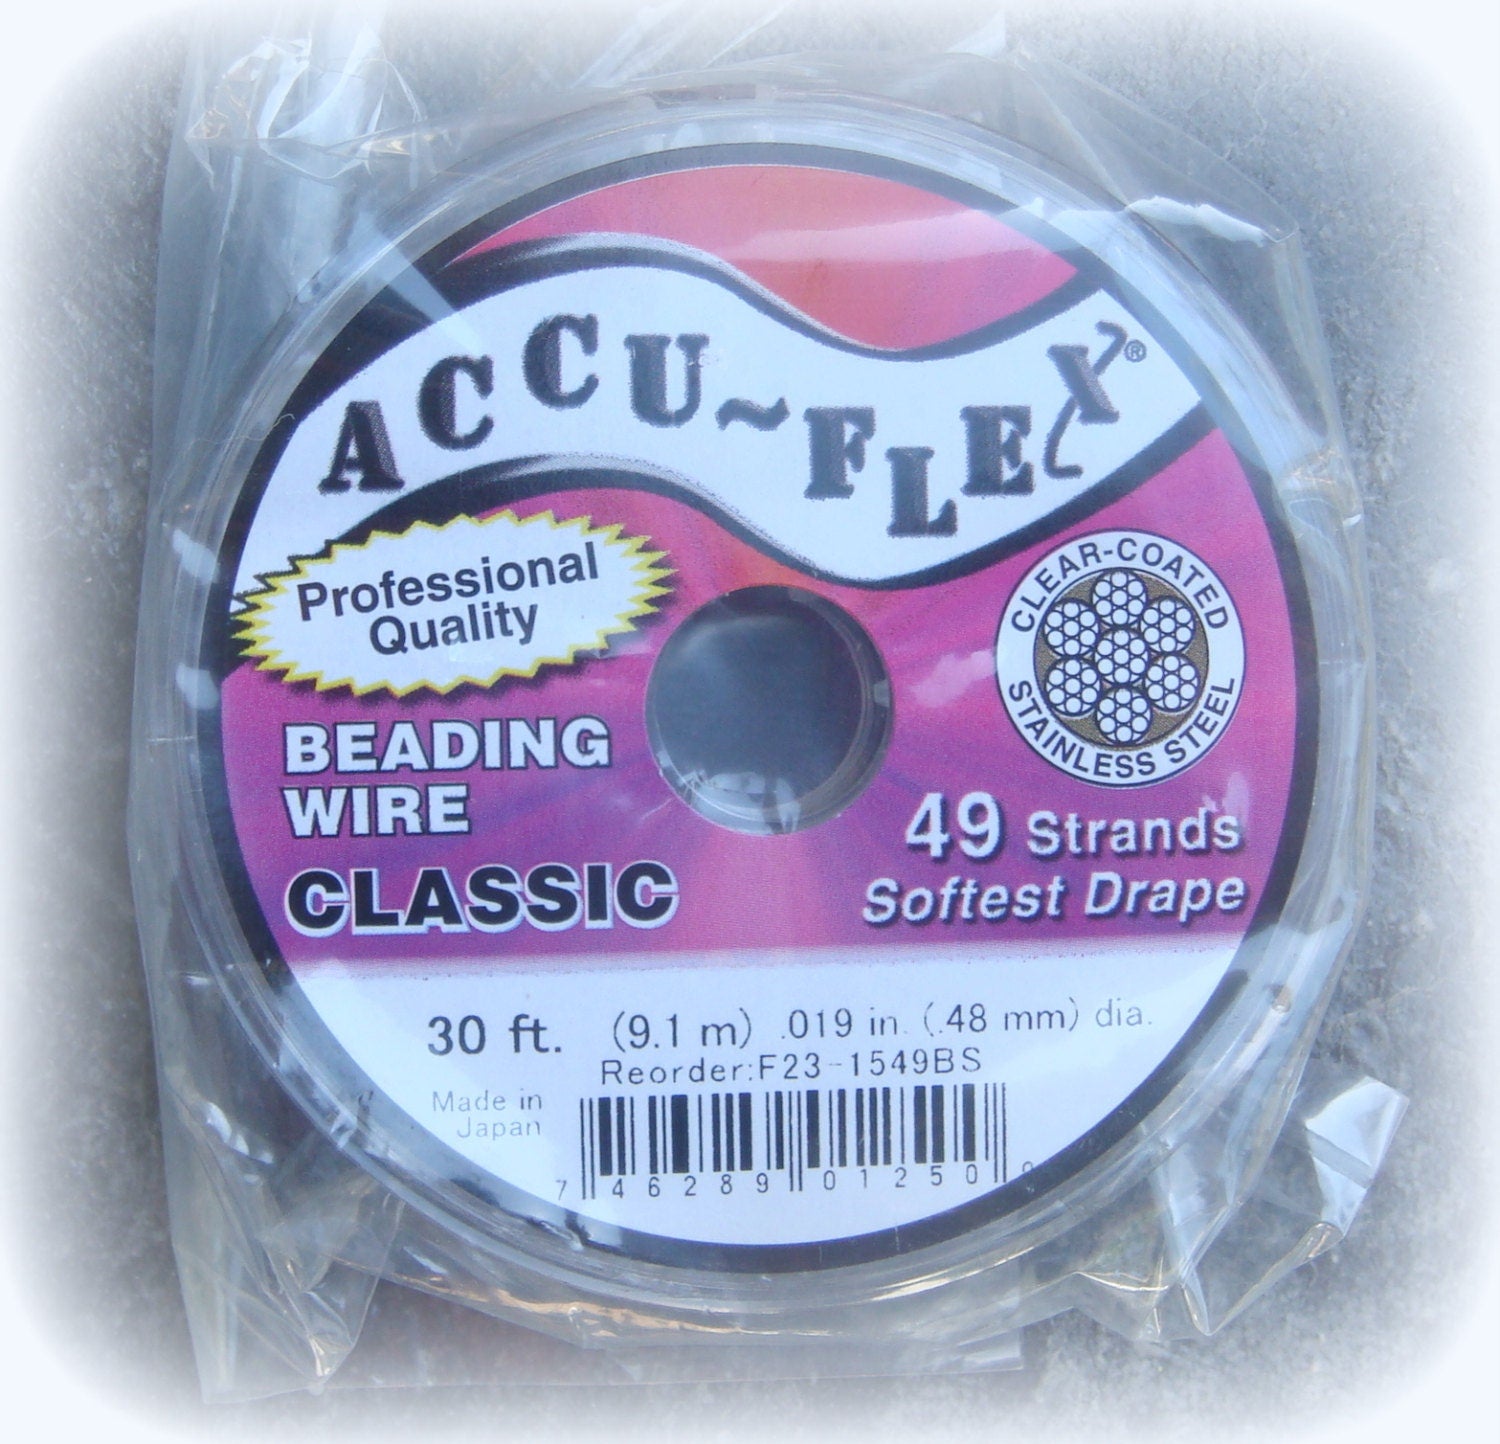 ACCU~FLEX®
Professional
Quality
CLEAR-COATED
STAINLESS STEEL
BEADING
WIRE
CLASSIC
49 Strands
Softest Drape
30 ft. (9.1 m) .019 in. (.48 mm) dia.
Reorder:F23-1549BS
Made in
Japan
7 46289 01250